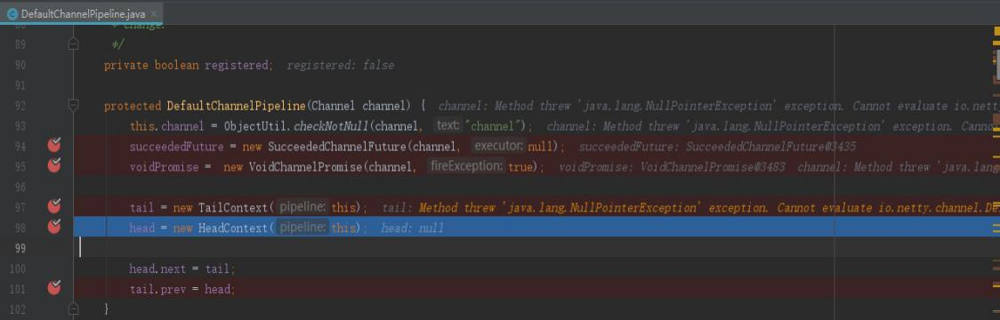 DefaultChannelPipeline.java
* change.
89 */
90 private boolean registered; registered: false
91
92 protected DefaultChannelPipeline(Channel channel) { channel: Method threw 'java.lang.NullPointerException' exception. Cannot evaluate io.netty
93 this.channel = ObjectUtil.checkNotNull(channel, text: "channel"); channel: Method threw 'java.lang.NullPointerException' exception. Canno
94 succeededFuture = new SucceededChannelFuture(channel, executor: null); succeededFuture: SucceededChannelFuture@3435
95 voidPromise = new VoidChannelPromise(channel, fireException: true); voidPromise: VoidChannelPromise@3483 channel: Method threw 'java.lang
96
97 tail = new TailContext( pipeline: this); tail: Method threw 'java.lang.NullPointerException' exception. Cannot evaluate io.netty.channel.De
98 head = new HeadContext( pipeline: this); head: null
99
100 head.next = tail;
101 tail.prev = head;
102 }